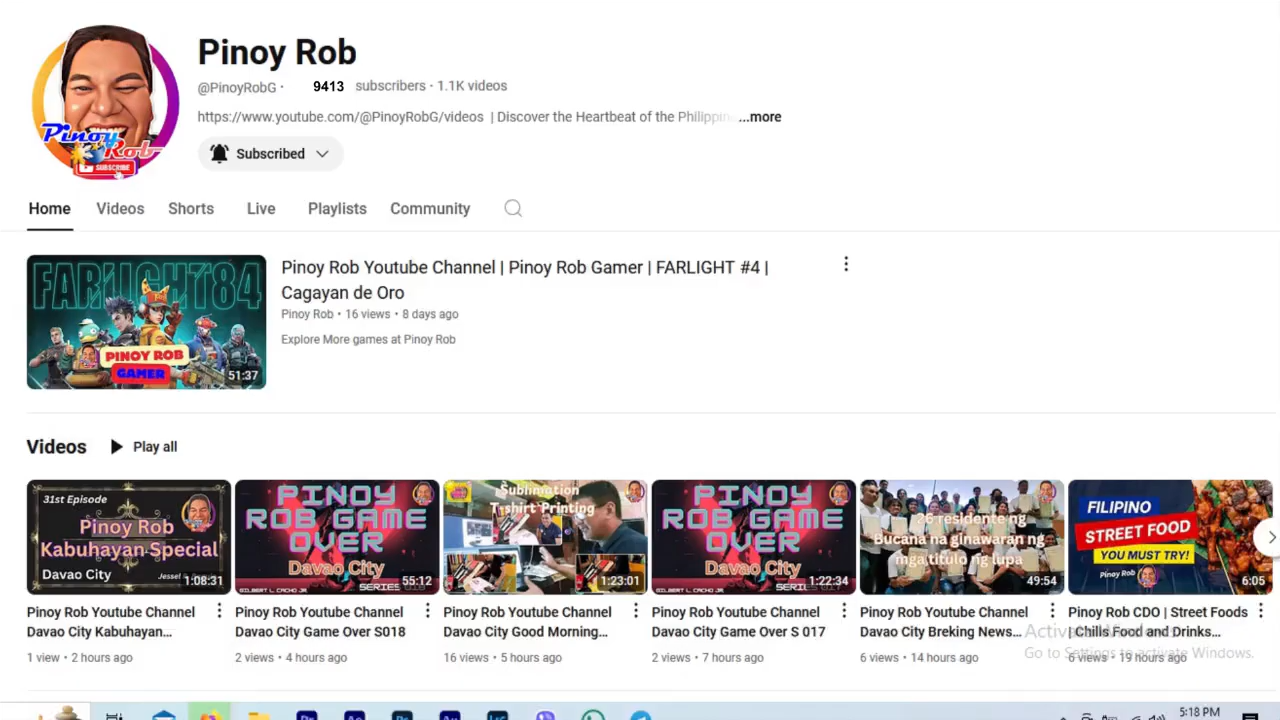 Pinoy Rob
@PinoyRobG · 9413 subscribers · 1.1K videos
https://www.youtube.com/@PinoyRobG/videos | Discover the Heartbeat of the Philippin ...more
Pinoy
Rob
SUBSCRIBE
Subscribed
Home Videos Shorts Live Playlists Community
FARLIGHT84
PINOY ROB
GAMER
51:37
Pinoy Rob Youtube Channel | Pinoy Rob Gamer | FARLIGHT #4 |
Cagayan de Oro
Pinoy Rob · 16 views · 8 days ago
Explore More games at Pinoy Rob
Videos Play all
31st Episode
Pinoy Rob
Kabuhayan Special
Davao City
1:08:31
Pinoy Rob Youtube Channel
Davao City Kabuhayan...
1 view · 2 hours ago
PINOY
ROB GAME
OVER
Davao City
SERIES
55:12
Pinoy Rob Youtube Channel
Davao City Game Over S018
2 views · 4 hours ago
Sublimation
T-shirt Printing
1:23:01
Pinoy Rob Youtube Channel
Davao City Good Morning...
16 views · 5 hours ago
PINOY
ROB GAME
OVER
Davao City
SERIES
1:22:34
Pinoy Rob Youtube Channel
Davao City Game Over S 017
2 views · 7 hours ago
26 residente ng
Bucana na ginawaran ng
mga titulo ng lupa
49:54
Pinoy Rob Youtube Channel
Davao City Breking News...
6 views · 14 hours ago
FILIPINO
STREET FOOD
YOU MUST TRY!
Pinoy Rob
6:05
Pinoy Rob CDO | Street Foods
| Chills Food and Drinks...
6 views · 19 hours ago
Activate Windows
Go to Settings to activate Windows.
5:18 PM